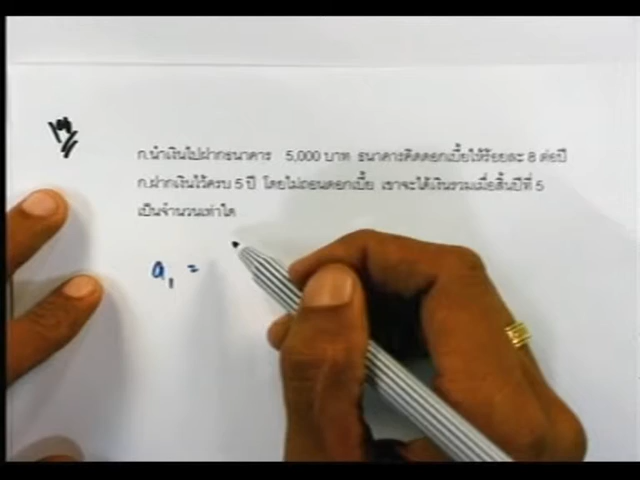 ก.นำเงินไปฝากธนาคาร 5,000 บาท ธนาคารคิดดอกเบี้ยให้ร้อยละ 8 ต่อปี
ก.ฝากเงินไว้ครบ 5 ปี โดยไม่ถอนดอกเบี้ย เขาจะได้เงินรวมเมื่อสิ้นปีที่ 5
เป็นจำนวนเท่าใด
a₁ =